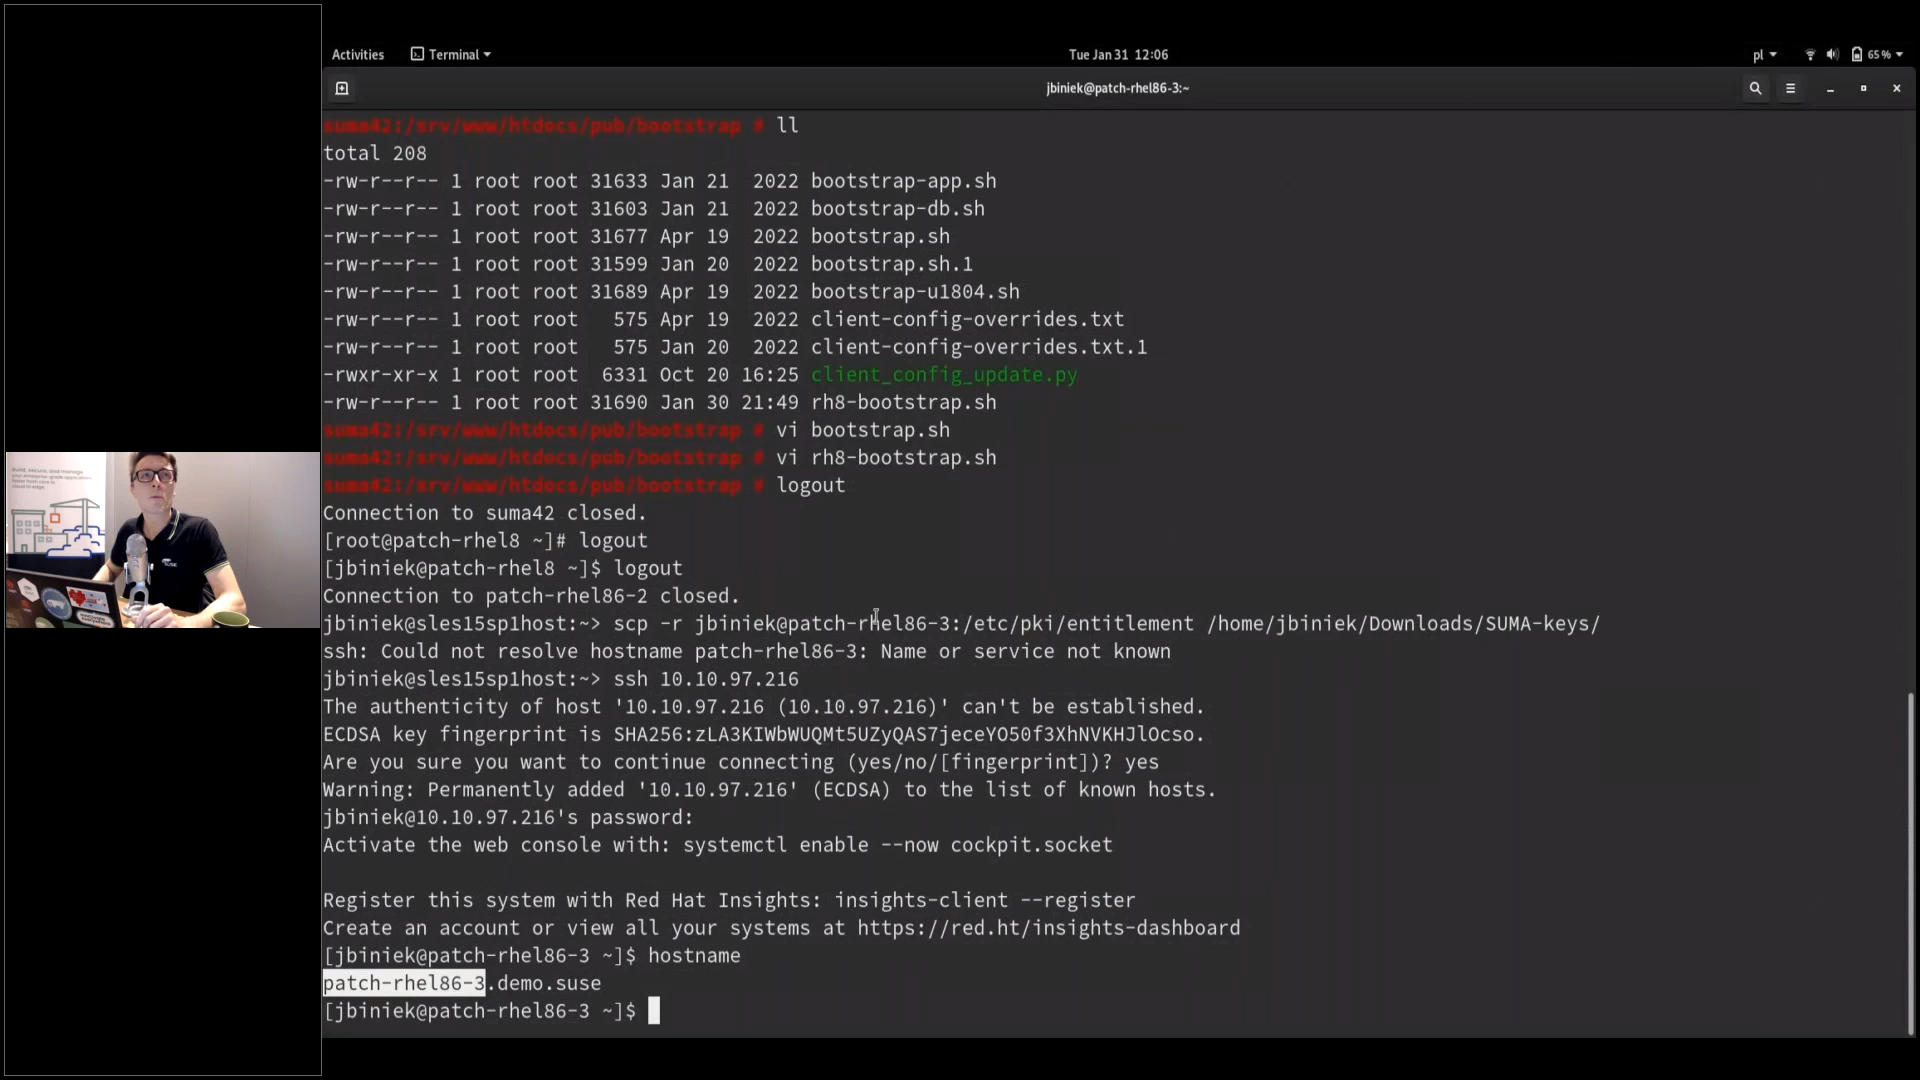 Activities Terminal Tue Jan 31 12:06 pl 65 %
jbiniek@patch-rhel86-3:~
suma42:/srv/www/htdocs/pub/bootstrap # ll
total 208
-rw-r--r-- 1 root root 31633 Jan 21  2022 bootstrap-app.sh
-rw-r--r-- 1 root root 31603 Jan 21  2022 bootstrap-db.sh
-rw-r--r-- 1 root root 31677 Apr 19  2022 bootstrap.sh
-rw-r--r-- 1 root root 31599 Jan 20  2022 bootstrap.sh.1
-rw-r--r-- 1 root root 31689 Apr 19  2022 bootstrap-u1804.sh
-rw-r--r-- 1 root root   575 Apr 19  2022 client-config-overrides.txt
-rw-r--r-- 1 root root   575 Jan 20  2022 client-config-overrides.txt.1
-rwxr-xr-x 1 root root  6331 Oct 20 16:25 client_config_update.py
-rw-r--r-- 1 root root 31690 Jan 30 21:49 rh8-bootstrap.sh
suma42:/srv/www/htdocs/pub/bootstrap # vi bootstrap.sh
suma42:/srv/www/htdocs/pub/bootstrap # vi rh8-bootstrap.sh
suma42:/srv/www/htdocs/pub/bootstrap # logout
Connection to suma42 closed.
[root@patch-rhel8 ~]# logout
[jbiniek@patch-rhel8 ~]$ logout
Connection to patch-rhel86-2 closed.
jbiniek@sles15sp1host:~> scp -r jbiniek@patch-rhel86-3:/etc/pki/entitlement /home/jbiniek/Downloads/SUMA-keys/
ssh: Could not resolve hostname patch-rhel86-3: Name or service not known
jbiniek@sles15sp1host:~> ssh 10.10.97.216
The authenticity of host '10.10.97.216 (10.10.97.216)' can't be established.
ECDSA key fingerprint is SHA256:zLA3KIWbWUQMt5UZyQAS7jeceYO50f3XhNVKHJlOcso.
Are you sure you want to continue connecting (yes/no/[fingerprint])? yes
Warning: Permanently added '10.10.97.216' (ECDSA) to the list of known hosts.
jbiniek@10.10.97.216's password:
Activate the web console with: systemctl enable --now cockpit.socket
Register this system with Red Hat Insights: insights-client --register
Create an account or view all your systems at https://red.ht/insights-dashboard
[jbiniek@patch-rhel86-3 ~]$ hostname
patch-rhel86-3.demo.suse
[jbiniek@patch-rhel86-3 ~]$
Build, secure, and manage
your enterprise-grade applications
cloud to edge.
SUSE